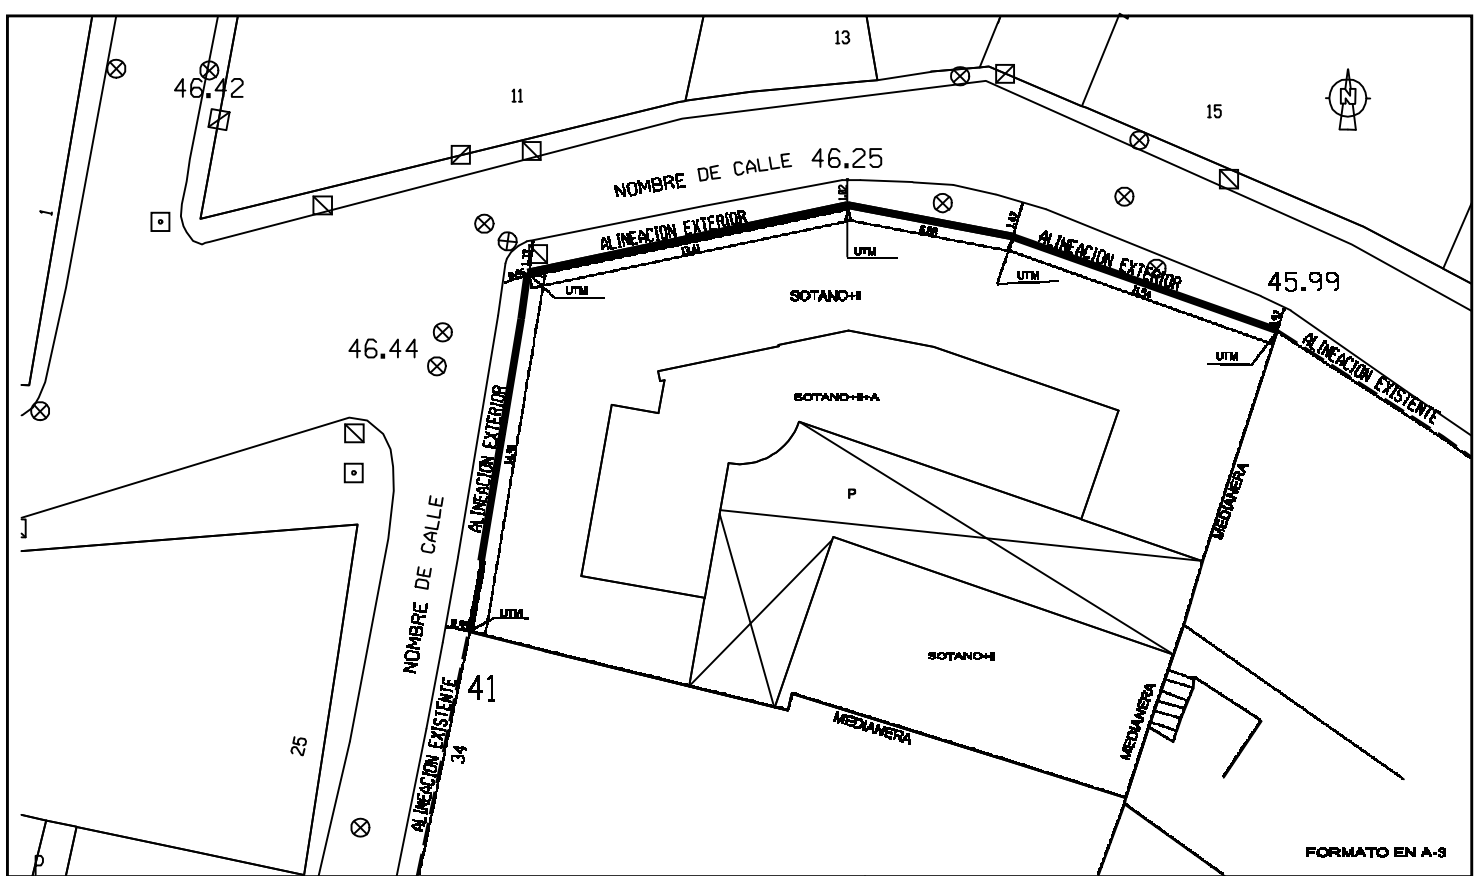 13
46.42
11
15
N
NOMBRE DE CALLE 46.25
1
ALINEACION EXTERIOR
ALINEACION EXTERIOR
UTM
UTM
UTM
45.99
SOTANO+II
46.44
UTM
ALINEACION EXISTENTE
SOTANO+II+A
ALINEACION EXTERIOR
MEDIANERA
P
NOMBRE DE CALLE
UTM
SOTANO+II
41
ALINEACION EXISTENTE
MEDIANERA
MEDIANERA
25
34
FORMATO EN A-3